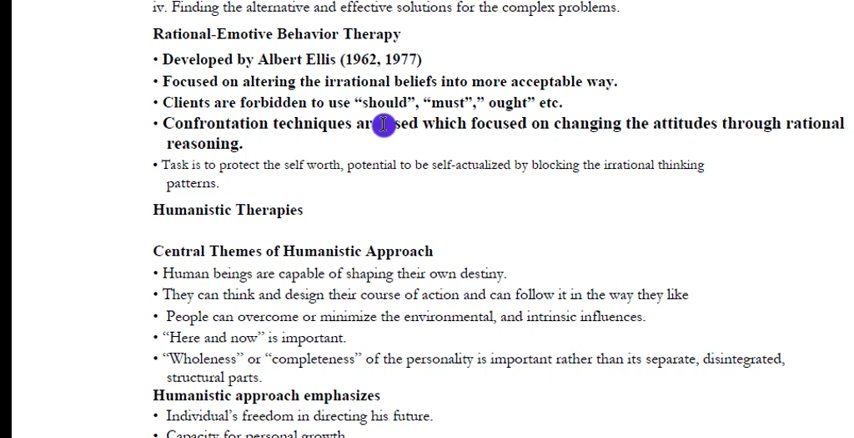 iv. Finding the alternative and effective solutions for the complex problems.
Rational-Emotive Behavior Therapy
• Developed by Albert Ellis (1962, 1977)
• Focused on altering the irrational beliefs into more acceptable way.
• Clients are forbidden to use “should”, “must”,” ought” etc.
• Confrontation techniques ar sed which focused on changing the attitudes through rational
reasoning.
• Task is to protect the self worth, potential to be self-actualized by blocking the irrational thinking
patterns.
Humanistic Therapies
Central Themes of Humanistic Approach
• Human beings are capable of shaping their own destiny.
• They can think and design their course of action and can follow it in the way they like
• People can overcome or minimize the environmental, and intrinsic influences.
• “Here and now” is important.
• “Wholeness” or “completeness” of the personality is important rather than its separate, disintegrated,
structural parts.
Humanistic approach emphasizes
• Individual’s freedom in directing his future.
• Capacity for personal growth